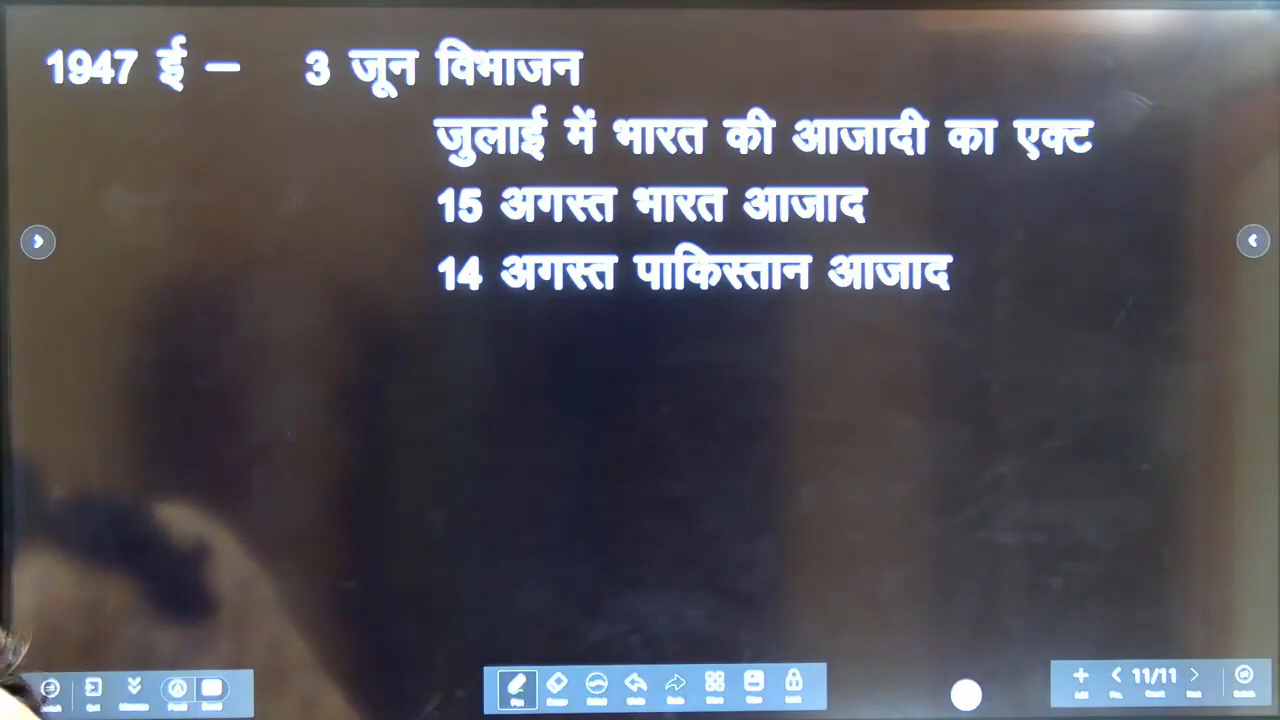 1947 ई – 3 जून विभाजन
जुलाई में भारत की आजादी का एक्ट
15 अगस्त भारत आजाद
14 अगस्त पाकिस्तान आजाद
11/11